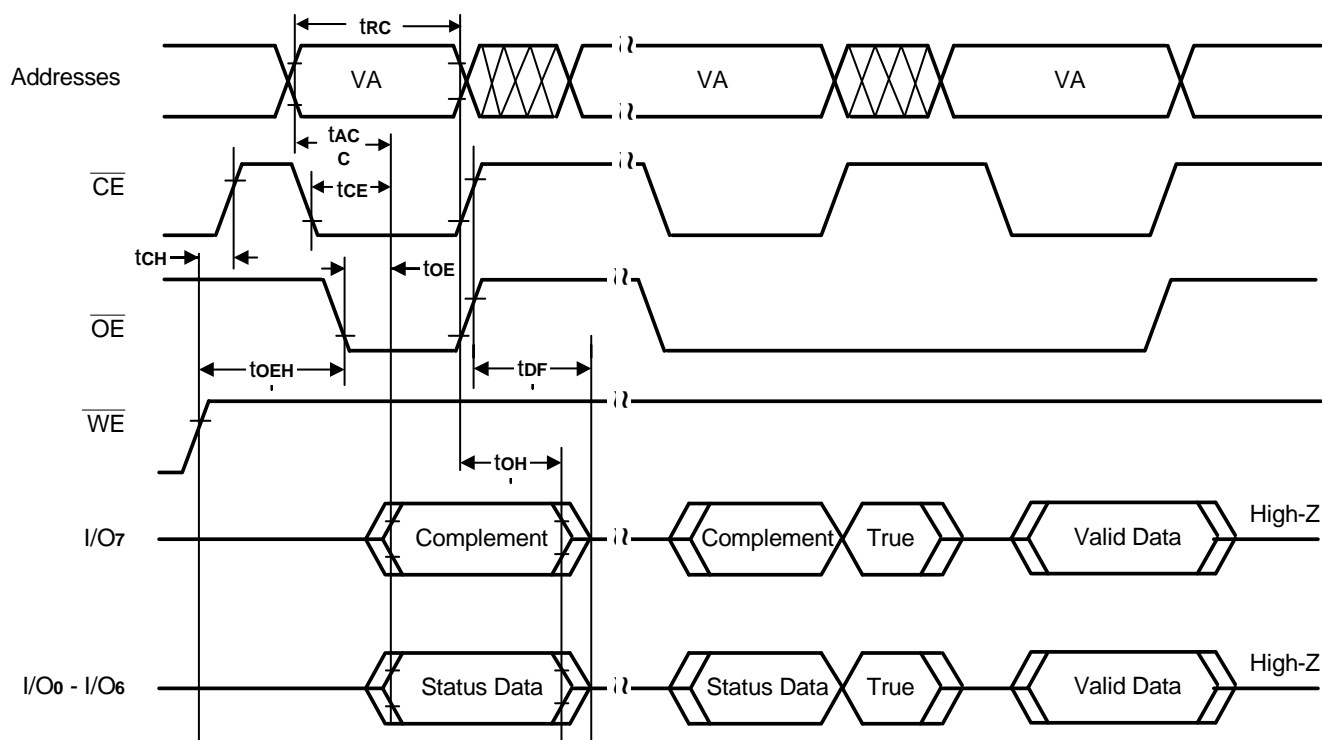 tRC
Addresses VA VA VA
tAC
C
CE
tCE
tCH
tOE
OE
tOEH
tDF
WE
tOH
I/O7 Complement Complement True Valid Data High-Z
I/O0 - I/O6 Status Data Status Data True Valid Data High-Z